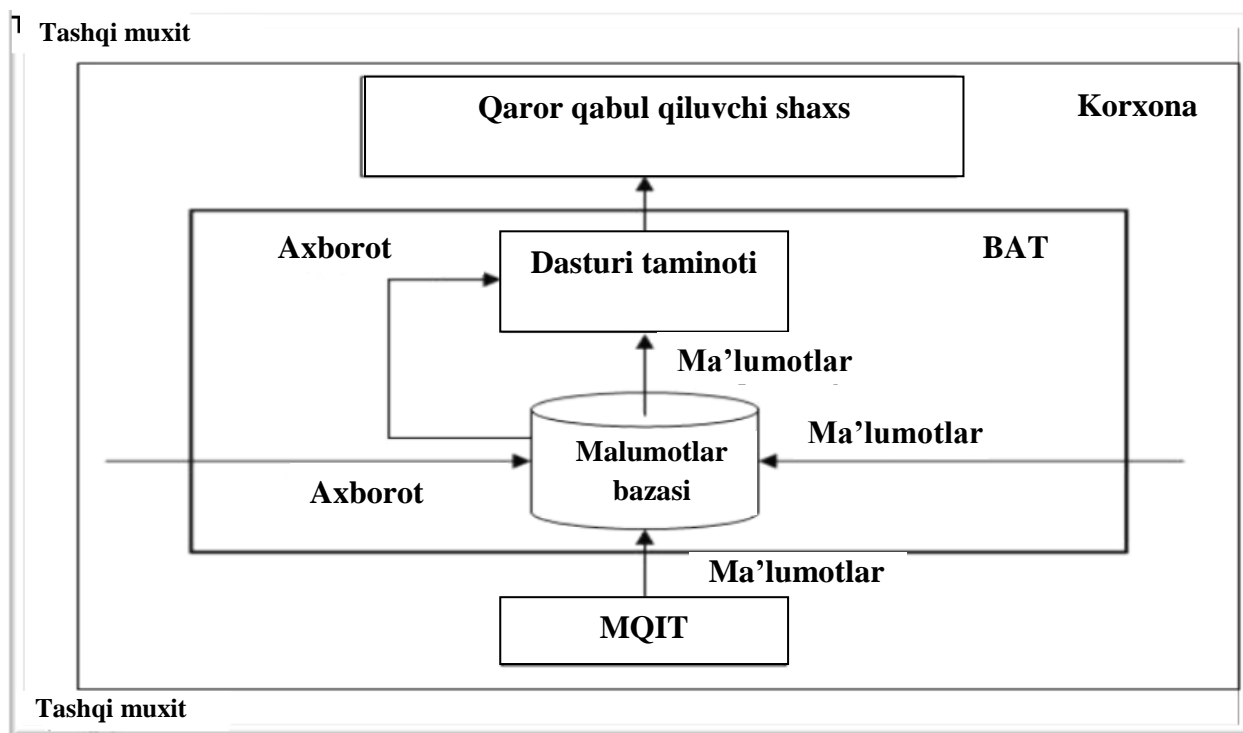 Tashqi muxit
Qaror qabul qiluvchi shaxs
Korxona
Axborot
BAT
Dasturi taminoti
Ma’lumotlar
Ma’lumotlar
Malumotlar
bazasi
Axborot
Ma’lumotlar
MQIT
Tashqi muxit